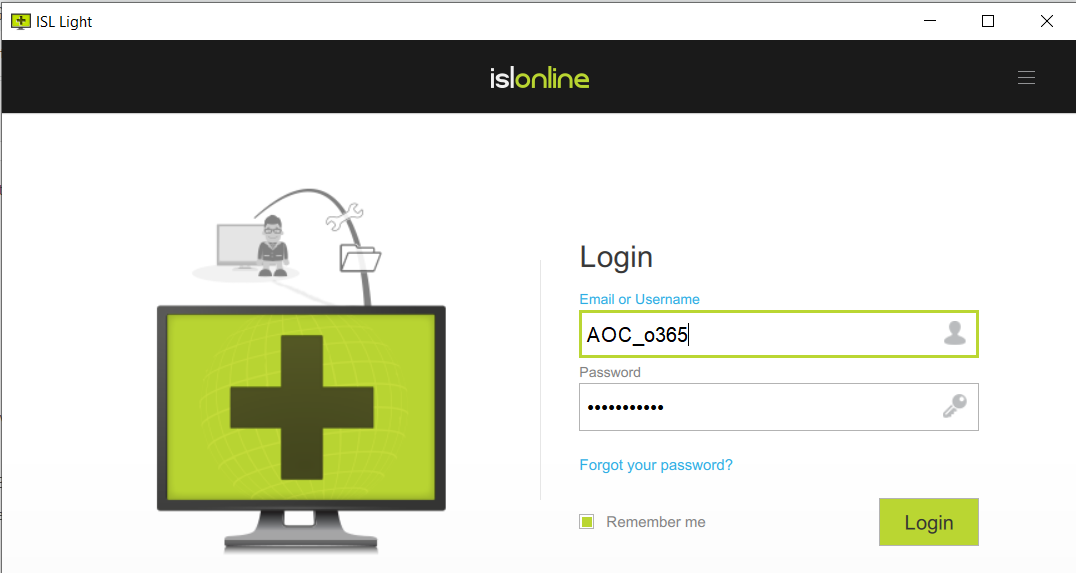 ISL Light
islonline
Login
Email or Username
AOC_o365
Password
•••••••••••
Forgot your password?
Remember me
Login